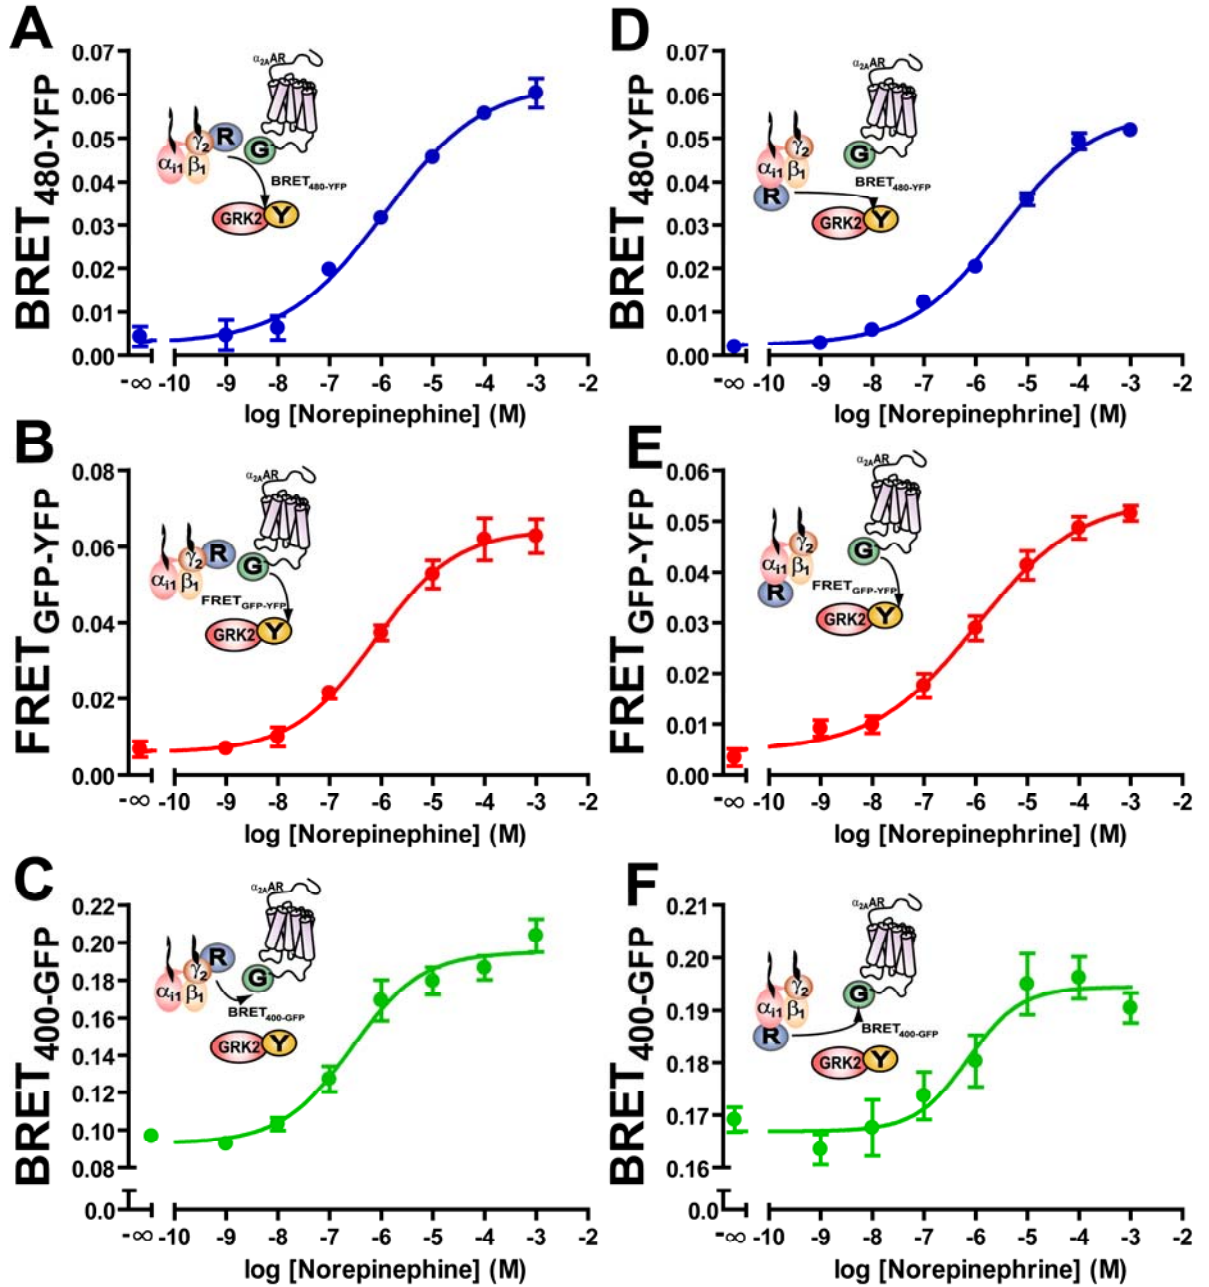 A
BRET480-YFP
0.07
0.06
0.05
0.04
0.03
0.02
0.01
0.00
α2AAR
αi1 β1 γ2 R G
BRET480-YFP
GRK2 Y
-∞ -10 -9 -8 -7 -6 -5 -4 -3 -2
log [Norepinephine] (M)
D
BRET480-YFP
0.07
0.06
0.05
0.04
0.03
0.02
0.01
0.00
α2AAR
αi1 β1 γ2 R G
BRET480-YFP
GRK2 Y
-∞ -10 -9 -8 -7 -6 -5 -4 -3 -2
log [Norepinephrine] (M)
B
FRETGFP-YFP
0.08
0.06
0.04
0.02
0.00
α2AAR
αi1 β1 γ2 R G
FRETGFP-YFP
GRK2 Y
-∞ -10 -9 -8 -7 -6 -5 -4 -3 -2
log [Norepinephine] (M)
E
FRETGFP-YFP
0.06
0.05
0.04
0.03
0.02
0.01
0.00
α2AAR
αi1 β1 γ2 R G
FRETGFP-YFP
GRK2 Y
-∞ -10 -9 -8 -7 -6 -5 -4 -3 -2
log [Norepinephrine] (M)
C
BRET400-GFP
0.22
0.20
0.18
0.16
0.14
0.12
0.10
0.08
0.0
α2AAR
αi1 β1 γ2 R G
BRET400-GFP
GRK2 Y
-∞ -10 -9 -8 -7 -6 -5 -4 -3 -2
log [Norepinephine] (M)
F
BRET400-GFP
0.21
0.20
0.19
0.18
0.17
0.16
0.0
α2AAR
αi1 β1 γ2 R G
BRET400-GFP
GRK2 Y
-∞ -10 -9 -8 -7 -6 -5 -4 -3 -2
log [Norepinephrine] (M)